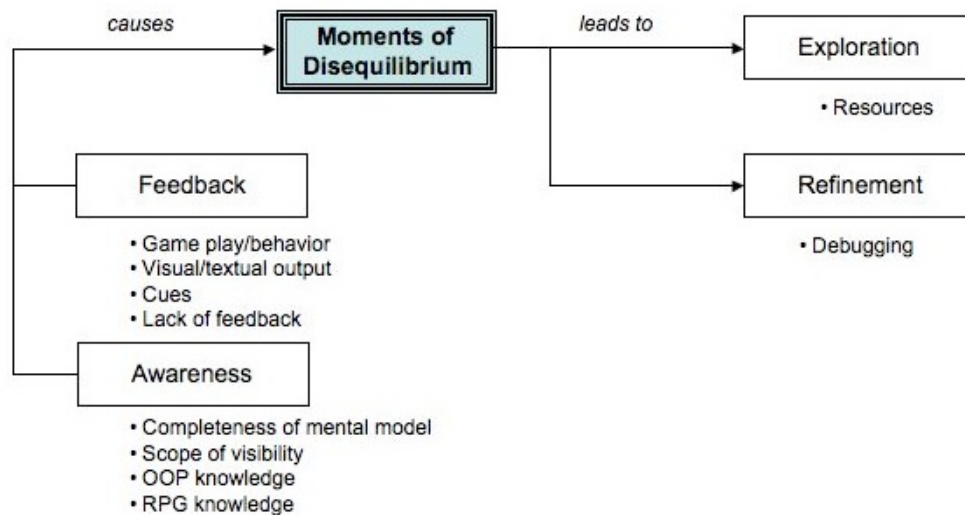 causes
Moments of
Disequilibrium
leads to
Exploration
• Resources
Refinement
• Debugging
Feedback
• Game play/behavior
• Visual/textual output
• Cues
• Lack of feedback
Awareness
• Completeness of mental model
• Scope of visibility
• OOP knowledge
• RPG knowledge